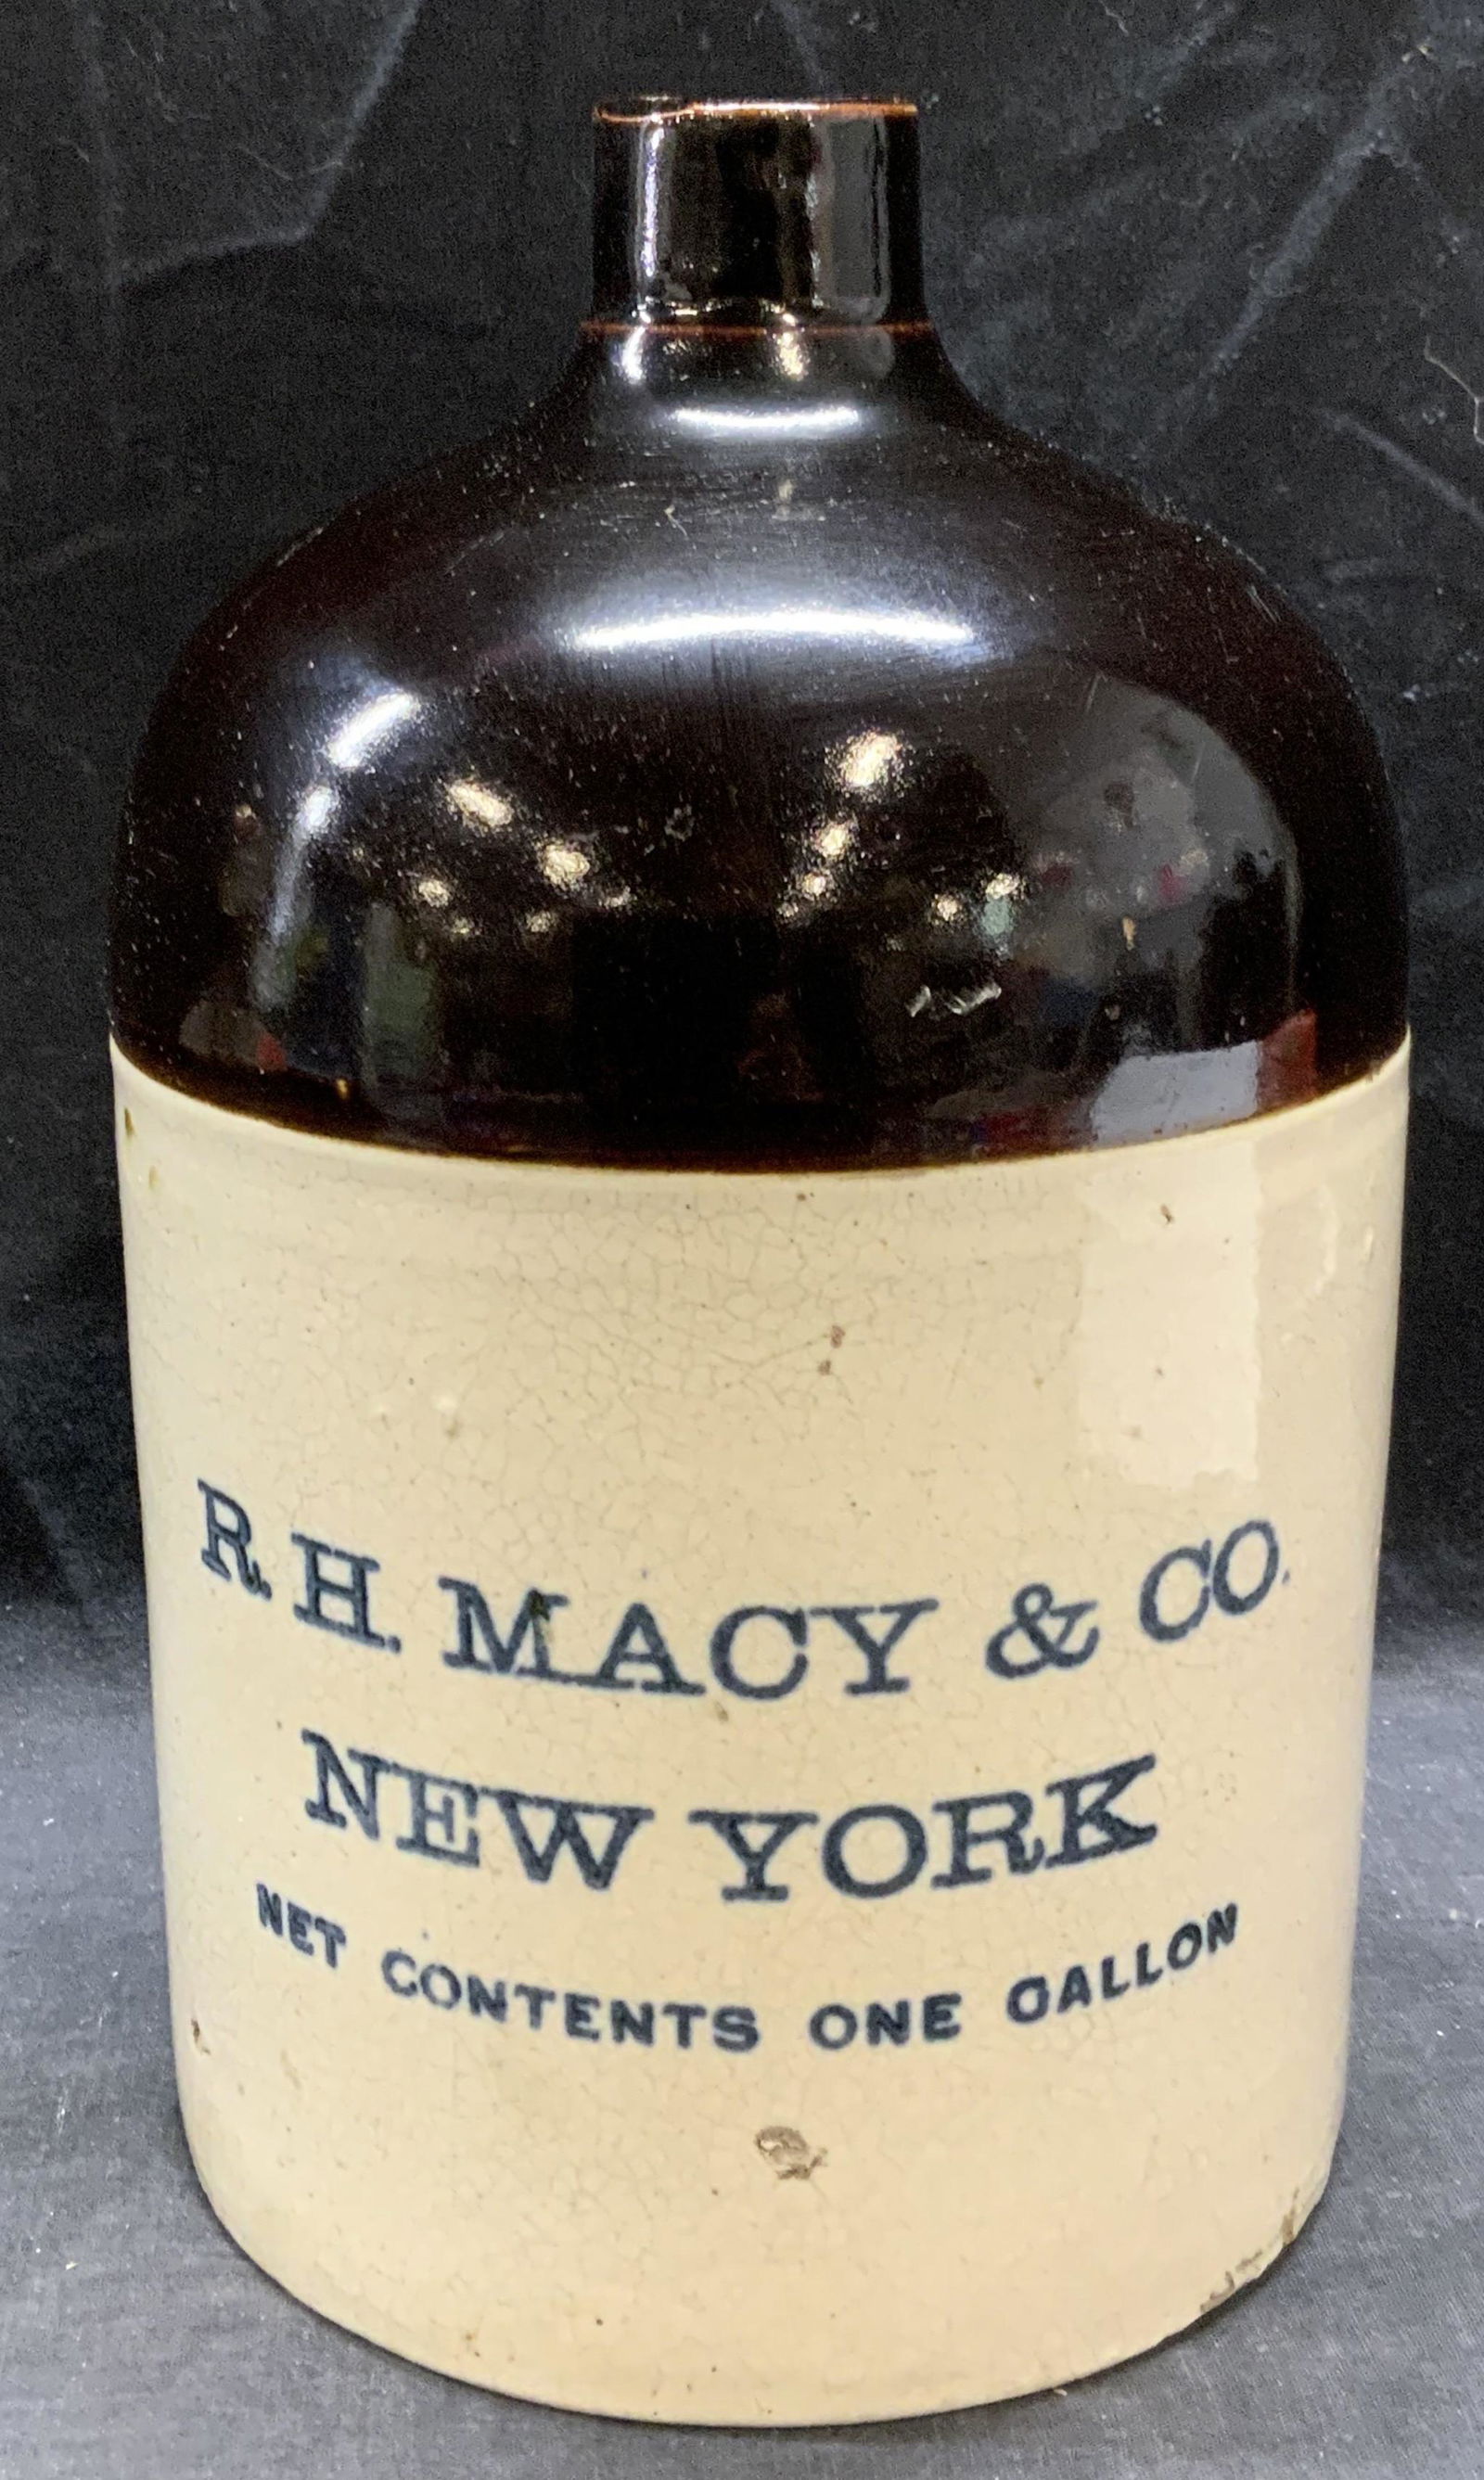 R. H. MACY & CO.
NEW YORK
NET CONTENTS ONE GALLON